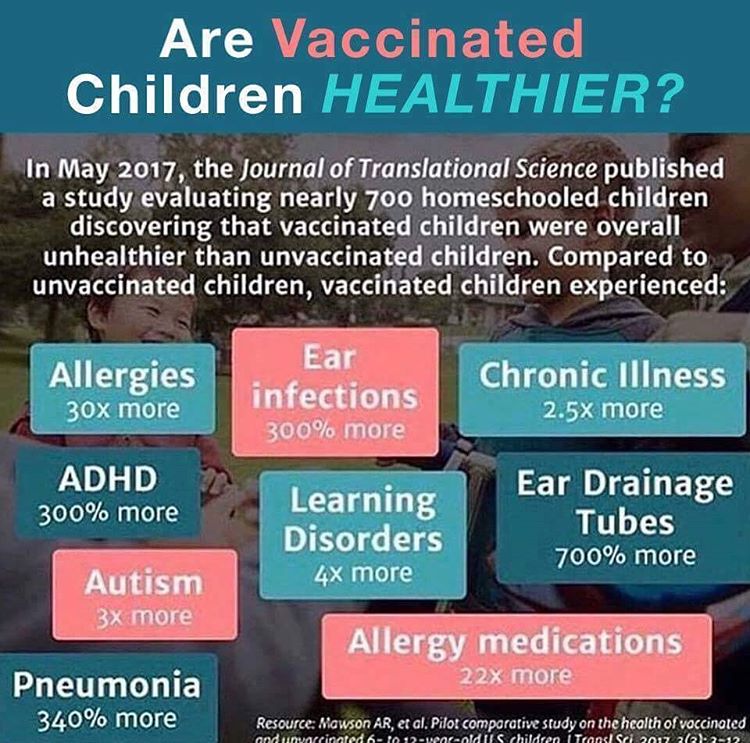 Are Vaccinated
Children HEALTHIER?
In May 2017, the Journal of Translational Science published
a study evaluating nearly 700 homeschooled children
discovering that vaccinated children were overall
unhealthier than unvaccinated children. Compared to
unvaccinated children, vaccinated children experienced:
Allergies
30x more
Ear
infections
300% more
Chronic Illness
2.5x more
ADHD
300% more
Learning
Disorders
4x more
Ear Drainage
Tubes
700% more
Autism
3x more
Allergy medications
22x more
Pneumonia
340% more
Resource: Mawson AR, et al. Pilot comparative study on the health of vaccinated
and unvaccinated 6- to 12-year-old U.S. children. J Transl Sci. 2017 3(3): 2-12